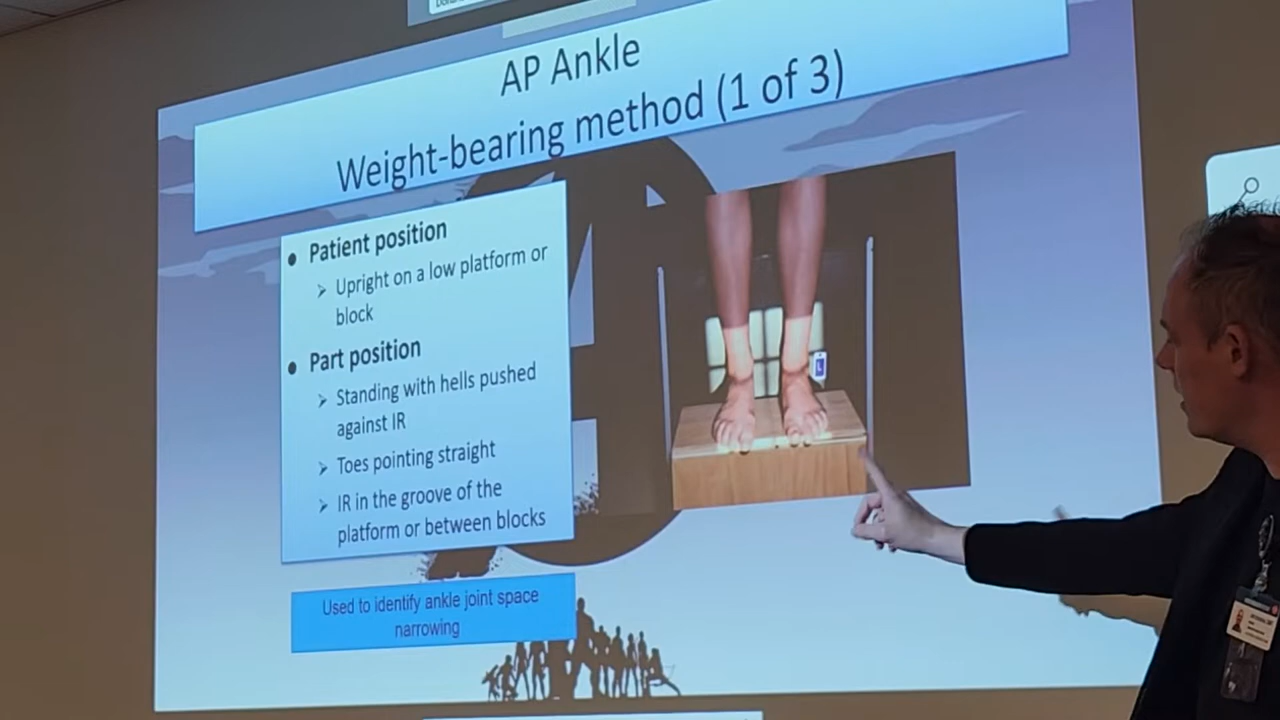 AP Ankle
Weight-bearing method (1 of 3)
Patient position
Upright on a low platform or
block
Part position
Standing with hells pushed
against IR
Toes pointing straight
IR in the groove of the
platform or between blocks
Used to identify ankle joint space
narrowing
L